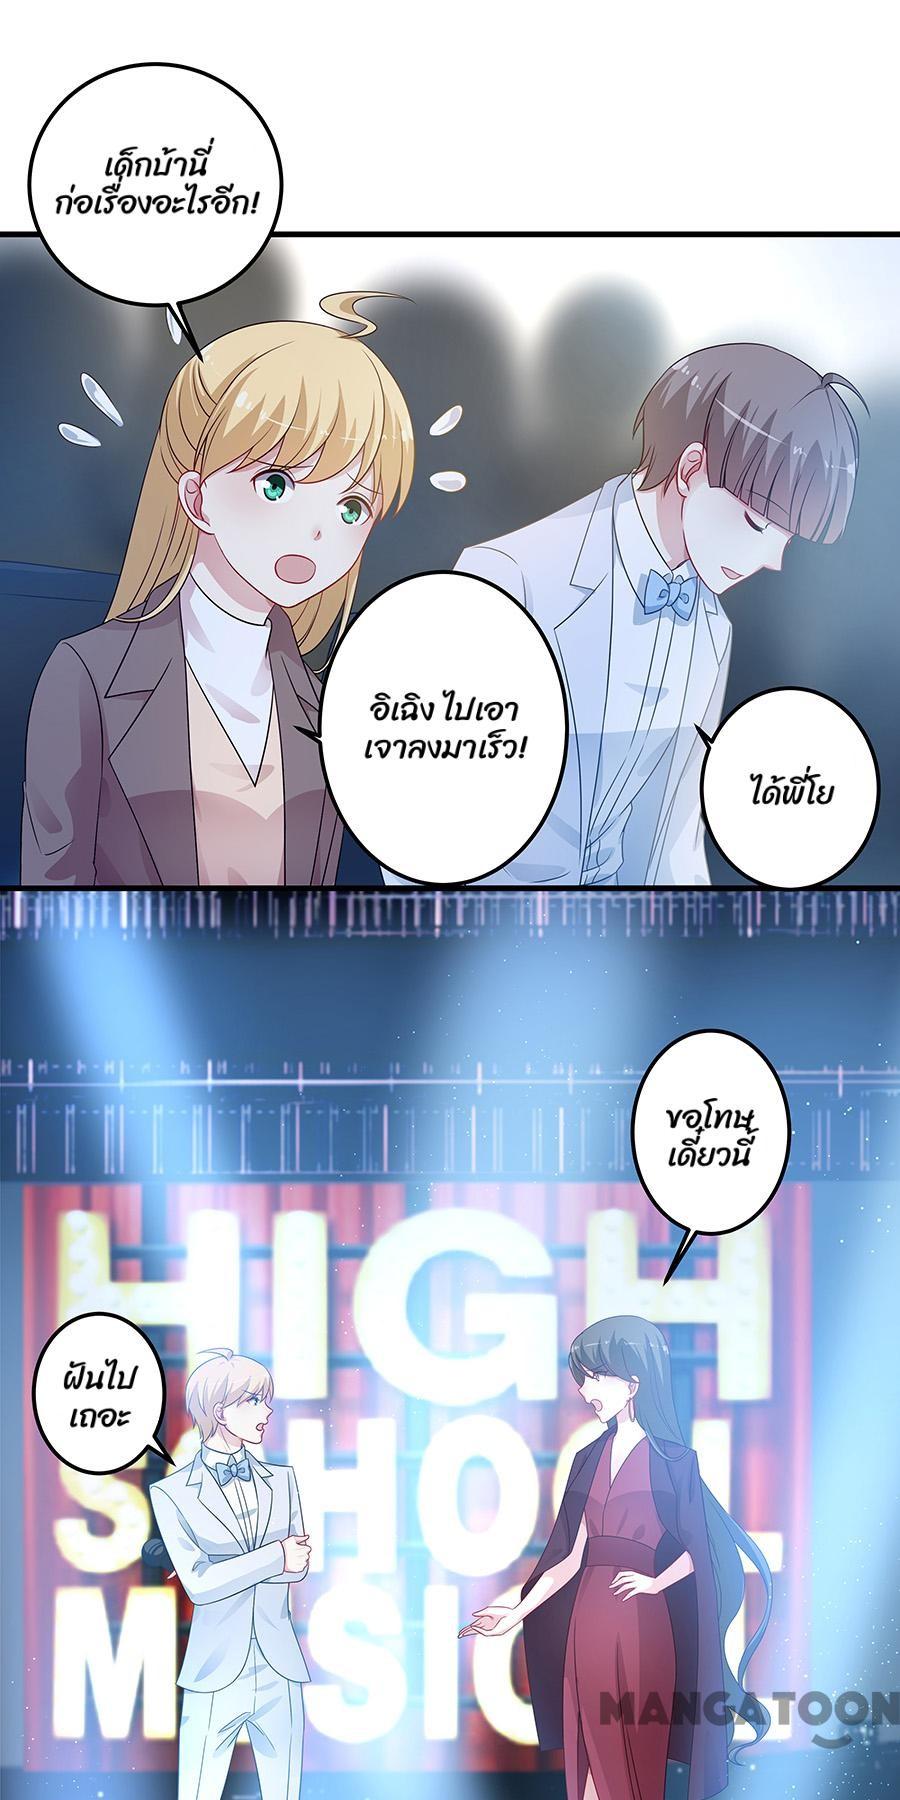 เด็กบ้านี่
ก่อเรื่องอะไรอีก!
อิเฉิง ไปเอา
เจาลงมาเร็ว!
ได้พี่โย
ขอโทษ
เดี๋ยวนี้
ฝันไป
เถอะ
HIGH
SCHOOL
MUSICAL
MANGATOON